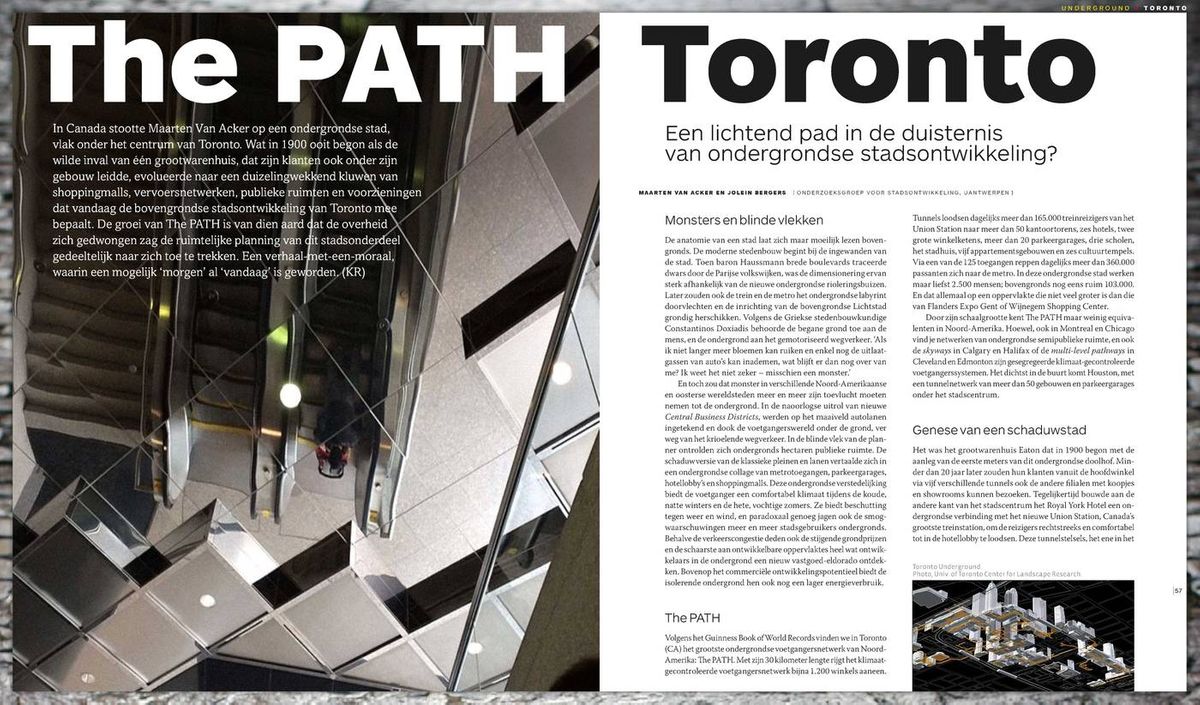 UNDERGROUND / TORONTO
The PATH
In Canada stootte Maarten Van Acker op een ondergrondse stad,
vlak onder het centrum van Toronto. Wat in 1900 ooit begon als de
wilde inval van één grootwarenhuis, dat zijn klanten ook onder zijn
gebouw leidde, evolueerde naar een duizelingwekkend kluwen van
shoppingmalls, vervoersnetwerken, publieke ruimten en voorzieningen
dat vandaag de bovengrondse stadsontwikkeling van Toronto mee
bepaalt. De groei van The PATH is van dien aard dat de overheid
zich gedwongen zag de ruimtelijke planning van dit stadsonderdeel
gedeeltelijk naar zich toe te trekken. Een verhaal-met-een-moraal,
waarin een mogelijk ‘morgen’ al ‘vandaag’ is geworden. (KR)
Toronto
Een lichtend pad in de duisternis
van ondergrondse stadsontwikkeling?
MAARTEN VAN ACKER EN JOLEIN BERGERS [ONDERZOEKSGROEP VOOR STADSONTWIKKELING, UANTWERPEN]
Monsters en blinde vlekken
De anatomie van een stad laat zich maar moeilijk lezen boven-
gronds. De moderne stedenbouw begint bij de ingewanden van
de stad. Toen baron Haussmann brede boulevards traceerde
dwars door de Parijse volkswijken, was de dimensionering ervan
sterk afhankelijk van de nieuwe ondergrondse rioleringsbuizen.
Later zouden ook de trein en de metro het ondergrondse labyrint
doorvlechten en de inrichting van de bovengrondse Lichtstad
grondig herschikken. Volgens de Griekse stedenbouwkundige
Constantinos Doxiadis behoorde de begane grond toe aan de
mens, en de ondergrond aan het gemotoriseerd wegverkeer. ‘Als
ik niet langer meer bloemen kan ruiken en enkel nog de uitlaat-
gassen van auto’s kan inademen, wat blijft er dan nog over van
me? Ik weet het niet zeker – misschien een monster.’
En toch zou dat monster in verschillende Noord-Amerikaanse
en oosterse wereldsteden meer en meer zijn toevlucht moeten
nemen tot de ondergrond. In de naoorlogse uitrol van nieuwe
Central Business Districts, werden op het maaiveld autolanen
ingetekend en dook de voetgangerswereld onder de grond, ver
weg van het krioelende wegverkeer. In de blinde vlek van de plan-
ner ontrolden zich ondergronds hectaren publieke ruimte. De
schaduwversie van de klassieke pleinen en lanen vertaalde zich in
een ondergrondse collage van metrotoegangen, parkeergarages,
hotellobby’s en shoppingmalls. Deze ondergrondse verstedelijking
biedt de voetganger een comfortabel klimaat tijdens de koude,
natte winters en de hete, vochtige zomers. Ze biedt beschutting
tegen weer en wind, en paradoxaal genoeg jagen ook de smog-
waarschuwingen meer en meer stadsgebruikers ondergronds.
Behalve de verkeerscongestie deden ook de stijgende grondprijzen
en de schaarste aan ontwikkelbare oppervlaktes heel wat ontwik-
kelaars in de ondergrond een nieuw vastgoed-eldorado ontdek-
ken. Bovenop het commerciële ontwikkelingspotentieel biedt de
isolerende ondergrond hen ook nog een lager energieverbruik.
The PATH
Volgens het Guinness Book of World Records vinden we in Toronto
(CA) het grootste ondergrondse voetgangersnetwerk van Noord-
Amerika: The PATH. Met zijn 30 kilometer lengte rijgt het klimaat-
gecontroleerde voetgangersnetwerk bijna 1.200 winkels aaneen.
Tunnels loodsen dagelijks meer dan 165.000 treinreizigers van het
Union Station naar meer dan 50 kantoortorens, zes hotels, twee
grote winkelketens, meer dan 20 parkeergarages, drie scholen,
het stadhuis, vijf appartementsgebouwen en zes cultuurtempels.
Via een van de 125 toegangen reppen dagelijks meer dan 360.000
passanten zich naar de metro. In deze ondergrondse stad werken
maar liefst 2.500 mensen; bovengronds nog eens ruim 103.000.
En dat allemaal op een oppervlakte die niet veel groter is dan die
van Flanders Expo Gent of Wijnegem Shopping Center.
Door zijn schaalgrootte kent The PATH maar weinig equiva-
lenten in Noord-Amerika. Hoewel, ook in Montreal en Chicago
vind je netwerken van ondergrondse semipublieke ruimte, en ook
de skyways in Calgary en Halifax of de multi-level pathways in
Cleveland en Edmonton zijn gesegregeerde klimaat-gecontroleerde
voetgangerssystemen. Het dichtst in de buurt komt Houston, met
een tunnelnetwerk van meer dan 50 gebouwen en parkeergarages
onder het stadscentrum.
Genese van een schaduwstad
Het was het grootwarenhuis Eaton dat in 1900 begon met de
aanleg van de eerste meters van dit ondergrondse doolhof. Min-
der dan 20 jaar later zouden hun klanten vanuit de hoofdwinkel
via vijf verschillende tunnels ook de andere filialen met koopjes
en showrooms kunnen bezoeken. Tegelijkertijd bouwde aan de
andere kant van het stadscentrum het Royal York Hotel een on-
dergrondse verbinding met het nieuwe Union Station, Canada’s
grootste treinstation, om de reizigers rechtstreeks en comfortabel
tot in de hotellobby te loodsen. Deze tunnelstelsels, het ene in het
Toronto Underground
Photo, Univ. of Toronto Center for Landscape Research
|57